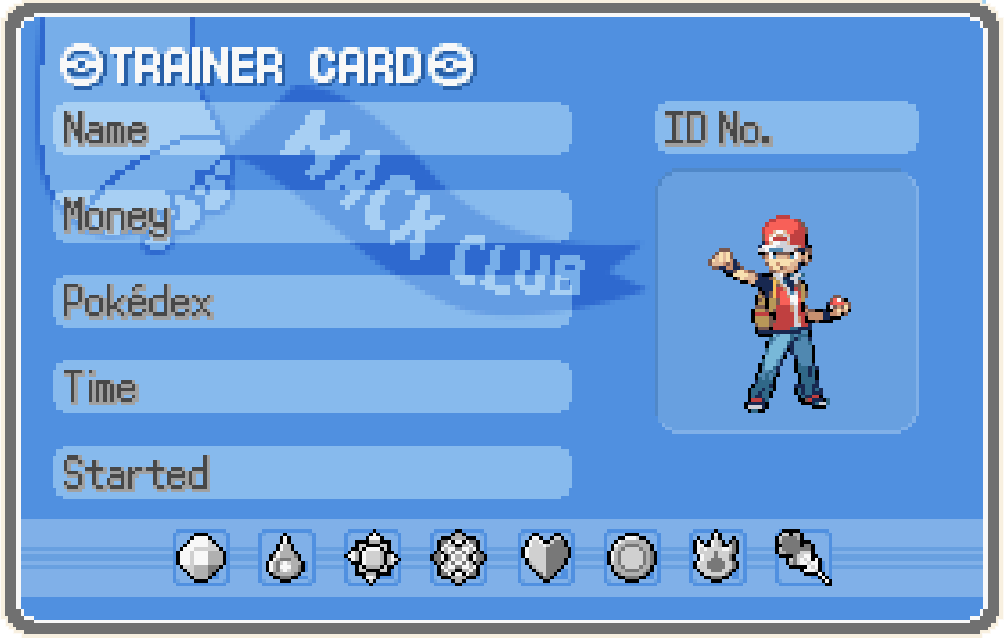 TRAINER CARD
Name
ID No.
MACK CLUB
Money
Pokédex
Time
Started